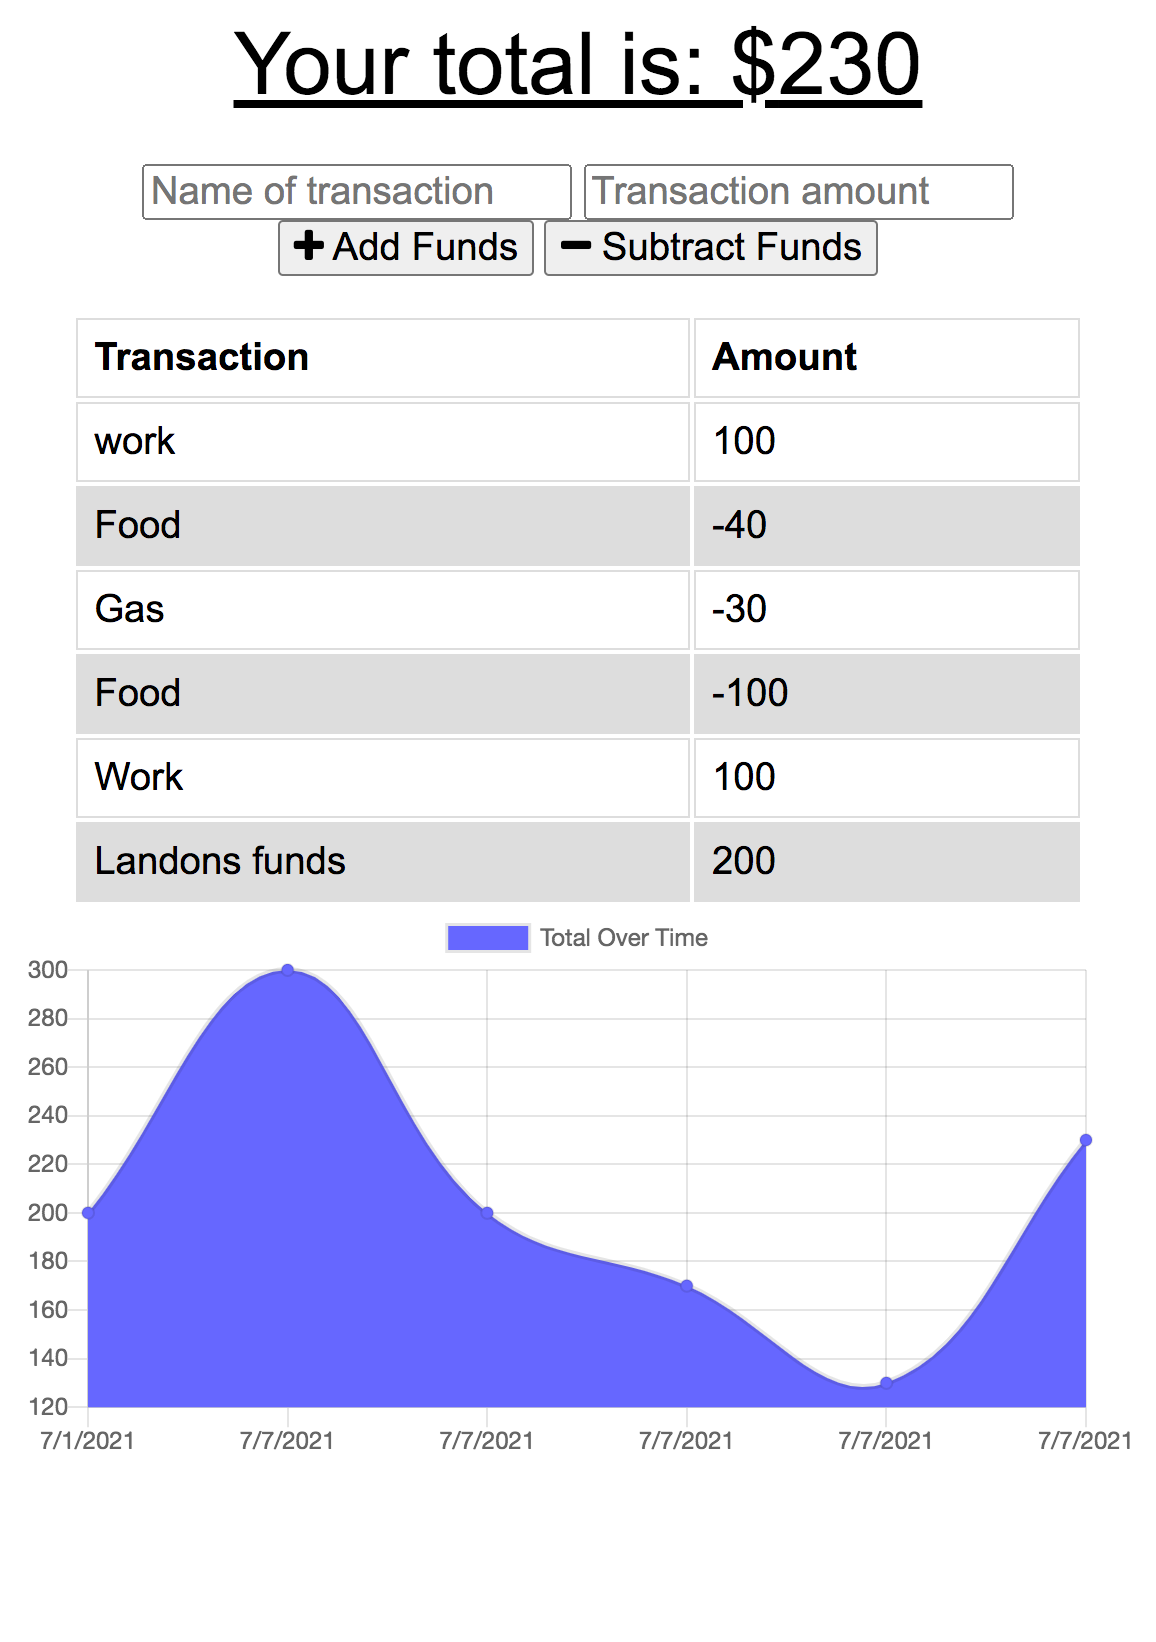 Your total is: $230
Name of transaction Transaction amount
Add Funds Subtract Funds
Transaction Amount
work 100
Food -40
Gas -30
Food -100
Work 100
Landons funds 200
Total Over Time
300
280
260
240
220
200
180
160
140
120
7/1/2021 7/7/2021 7/7/2021 7/7/2021 7/7/2021 7/7/2021